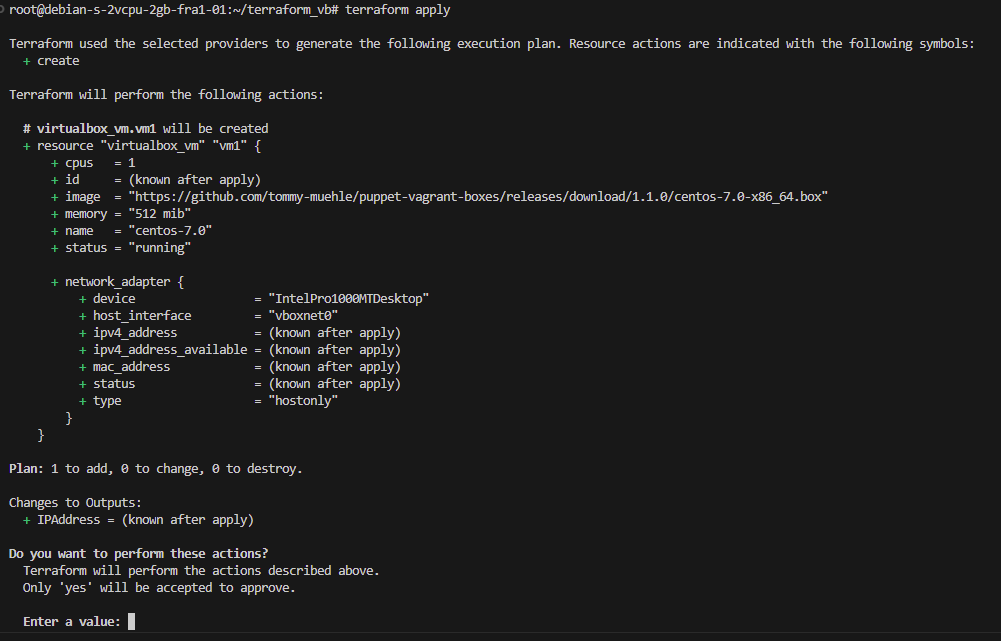 root@debian-s-2vcpu-2gb-fra1-01:~/terraform_vb# terraform apply
Terraform used the selected providers to generate the following execution plan. Resource actions are indicated with the following symbols:
+ create
Terraform will perform the following actions:
# virtualbox_vm.vm1 will be created
+ resource "virtualbox_vm" "vm1" {
+ cpus   = 1
+ id     = (known after apply)
+ image  = "https://github.com/tommy-muehle/puppet-vagrant-boxes/releases/download/1.1.0/centos-7.0-x86_64.box"
+ memory = "512 mib"
+ name   = "centos-7.0"
+ status = "running"
+ network_adapter {
+ device                 = "IntelPro1000MTDesktop"
+ host_interface         = "vboxnet0"
+ ipv4_address           = (known after apply)
+ ipv4_address_available = (known after apply)
+ mac_address            = (known after apply)
+ status                 = (known after apply)
+ type                   = "hostonly"
}
}
Plan: 1 to add, 0 to change, 0 to destroy.
Changes to Outputs:
+ IPAddress = (known after apply)
Do you want to perform these actions?
Terraform will perform the actions described above.
Only 'yes' will be accepted to approve.
Enter a value: